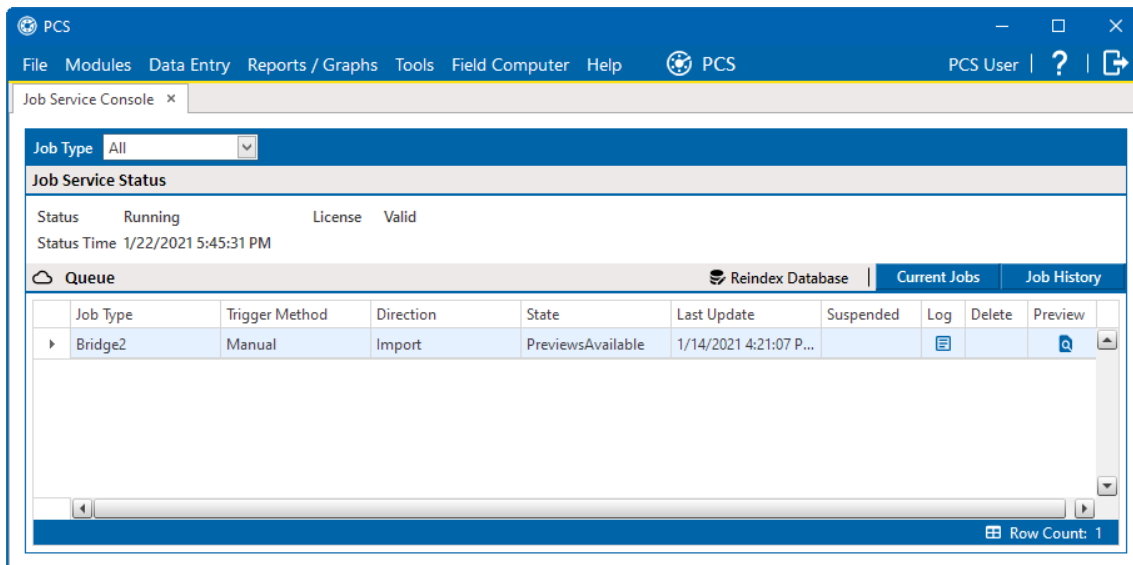 PCS
File Modules Data Entry Reports / Graphs Tools Field Computer Help PCS PCS User | ? |
Job Service Console ×
Job Type All
Job Service Status
Status Running License Valid
Status Time 1/22/2021 5:45:31 PM
Queue Reindex Database | Current Jobs Job History
Job Type Trigger Method Direction State Last Update Suspended Log Delete Preview
Bridge2 Manual Import PreviewsAvailable 1/14/2021 4:21:07 P...
Row Count: 1